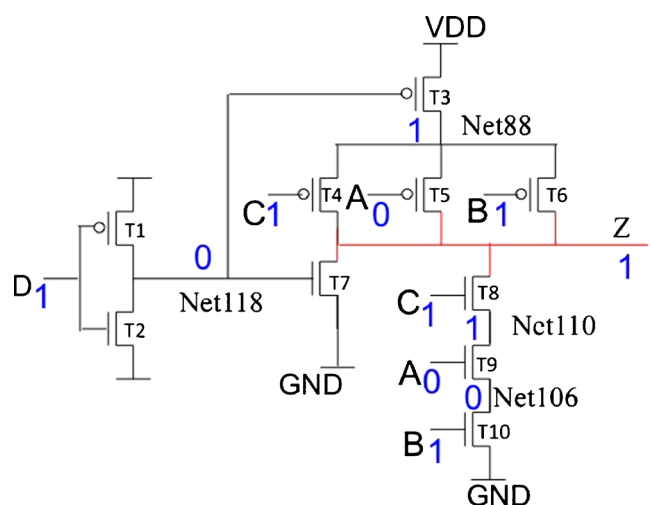 VDD
T3
1
Net88
C1
T4
A0
T5
B1
T6
T1
0
Z
1
D1
Net118
T7
T2
C1
T8
1
Nct110
GND
A0
T9
0
Net106
B1
T10
GND